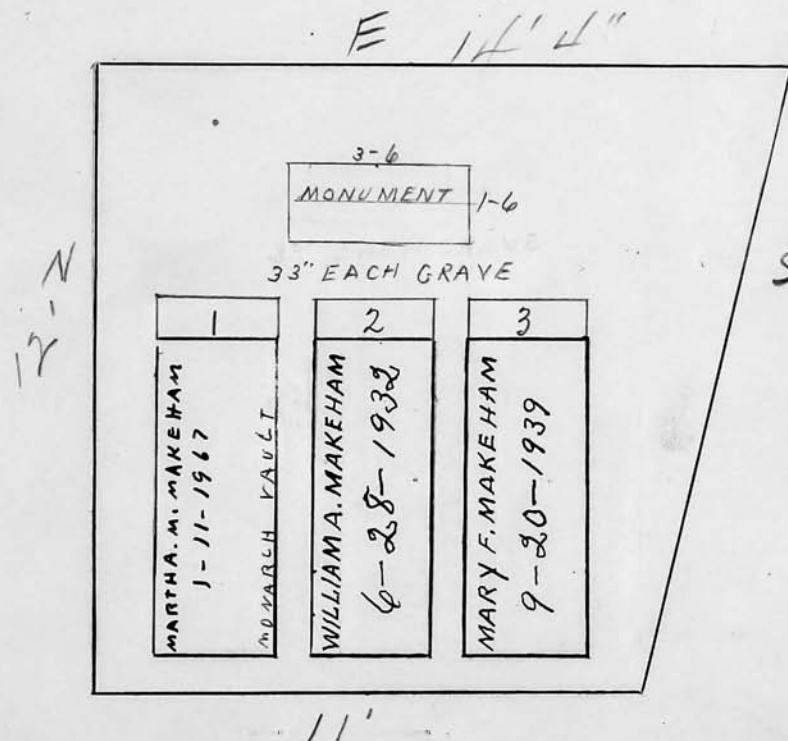 E 14' 4"
3-6
MONUMENT 1-6
N
12'
S
33" EACH GRAVE
1
2
3
MARTHA. M. MAKEHAM
1-11-1967
MONARCH VAULT
WILLIAM A. MAKEHAM
6-28-1932
MARY F. MAKEHAM
9-20-1939
11'